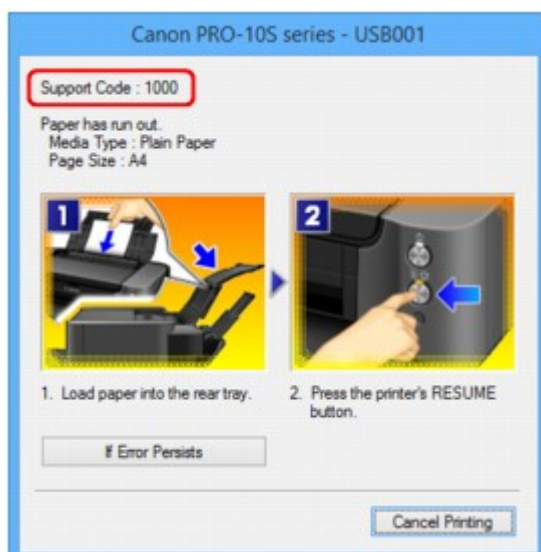 Canon PRO-10S series - USB001
Support Code : 1000
Paper has run out.
Media Type : Plain Paper
Page Size : A4
1
2
1. Load paper into the rear tray.
2. Press the printer's RESUME
button.
If Error Persists
Cancel Printing